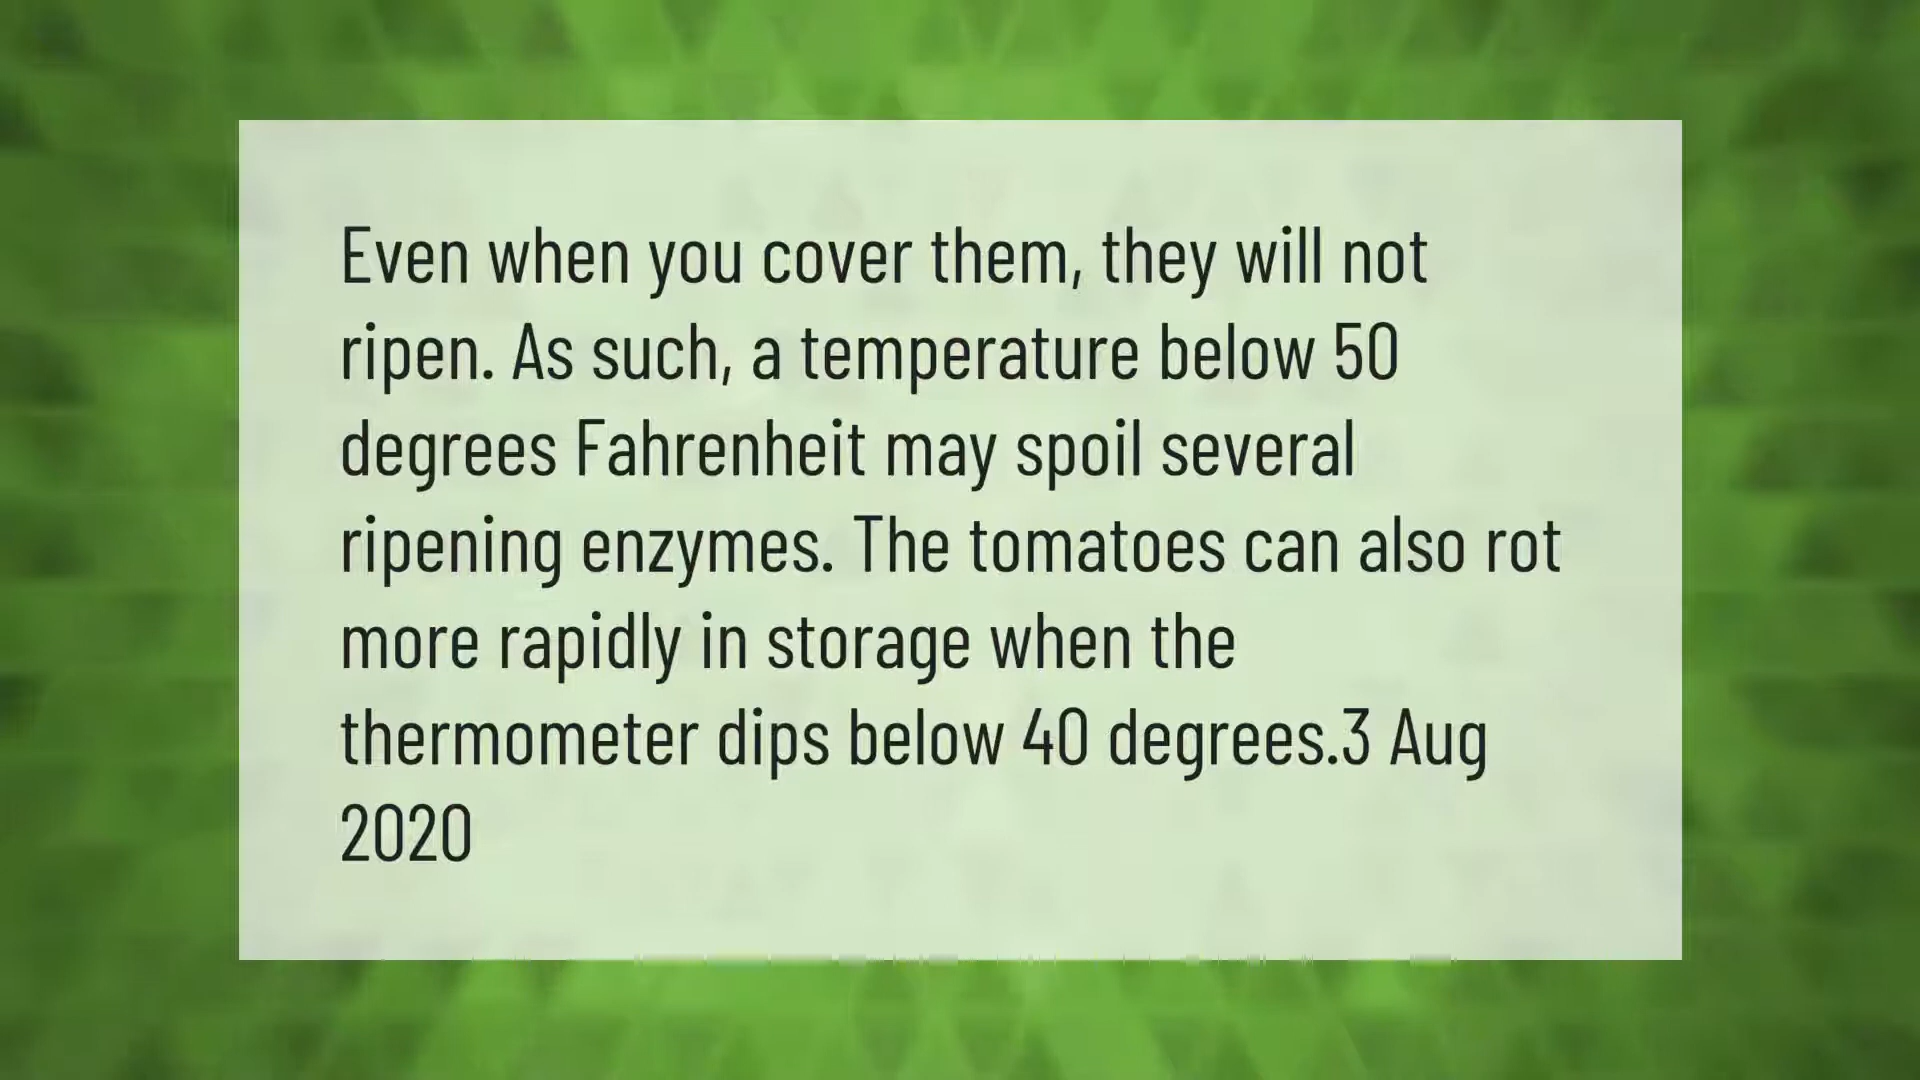 Even when you cover them, they will not
ripen. As such, a temperature below 50
degrees Fahrenheit may spoil several
ripening enzymes. The tomatoes can also rot
more rapidly in storage when the
thermometer dips below 40 degrees.3 Aug
2020